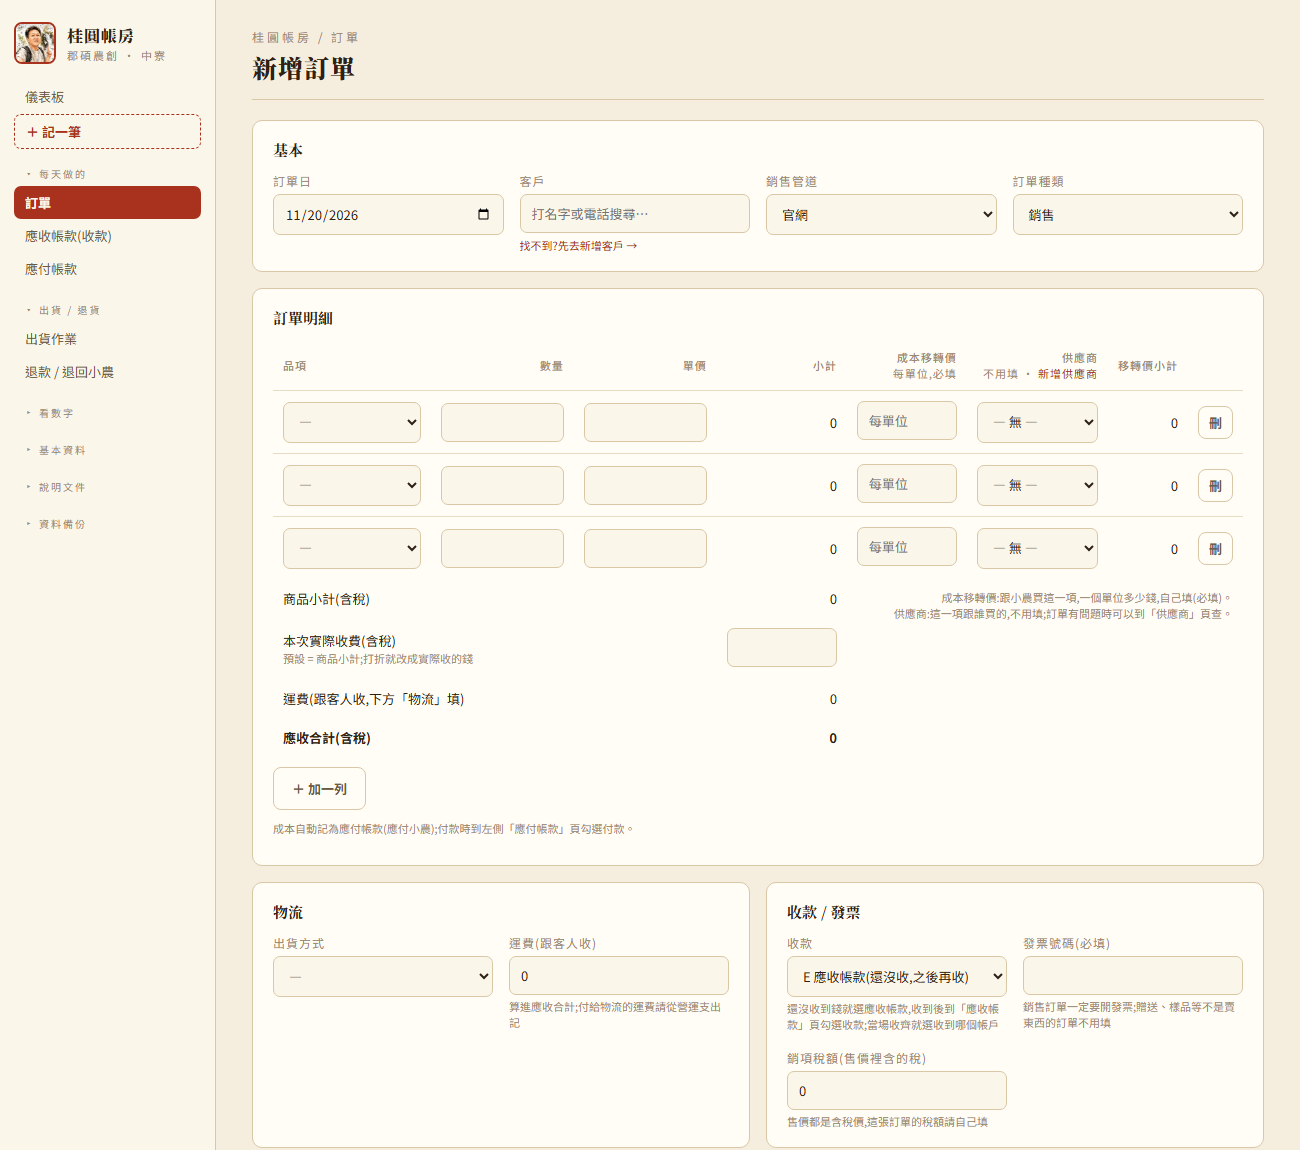 桂圓帳房
郡碩農創 · 中寮
儀表板
＋ 記一筆
每天做的
訂單
應收帳款(收款)
應付帳款
出貨 / 退貨
出貨作業
退款 / 退回小農
看數字
基本資料
說明文件
資料備份
桂圓帳房 / 訂單
新增訂單
基本
訂單日 客戶 銷售管道 訂單種類
11/20/2026 打名字或電話搜尋⋯ 官網 銷售
找不到?先去新增客戶 →
訂單明細
品項 數量 單價 小計 成本移轉價 每單位,必填 供應商 不用填 · 新增供應商 移轉價小計
— 0 每單位 — 無 — 0 刪
— 0 每單位 — 無 — 0 刪
— 0 每單位 — 無 — 0 刪
商品小計(含稅) 0
成本移轉價:跟小農買這一項,一個單位多少錢,自己填(必填)。
供應商:這一項跟誰買的,不用填;訂單有問題時可以到「供應商」頁查。
本次實際收費(含稅)
預設 = 商品小計;打折就改成實際收的錢
運費(跟客人收,下方「物流」填) 0
應收合計(含稅) 0
＋ 加一列
成本自動記為應付帳款(應付小農);付款時到左側「應付帳款」頁勾選付款。
物流
出貨方式 運費(跟客人收)
— 0
算進應收合計;付給物流的運費請從營運支出
記
收款 / 發票
收款 發票號碼(必填)
E 應收帳款(還沒收,之後再收)
還沒收到錢就選應收帳款,收到後到「應收帳
款」頁勾選收款;當場收齊就選收到哪個帳戶
銷售訂單一定要開發票;贈送、樣品等不是賣
東西的訂單不用填
銷項稅額(售價裡含的稅)
0
售價都是含稅價,這張訂單的稅額請自己填